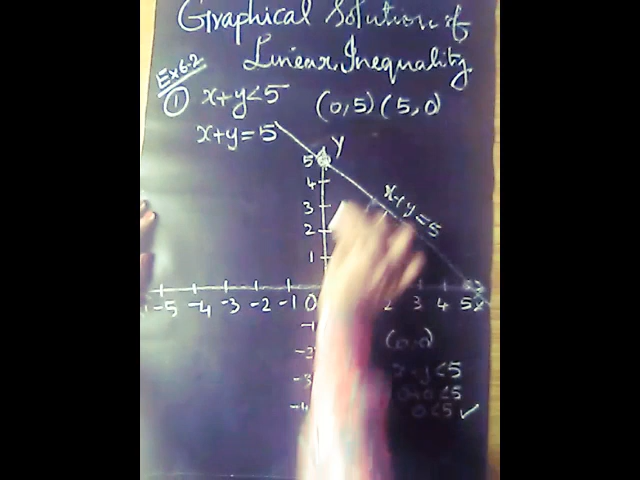 Graphical Solution of
Linear Inequality.
Ex 6.2
① x+y<5 (0,5) (5,0)
x+y=5
Y
5
4
3
2
1
x+y=5
-5 -4 -3 -2 -1 0 2 3 4 5 X
-1
-2
-3
-4
(0,0)
x+y<5
0+0<5
0<5 ✓